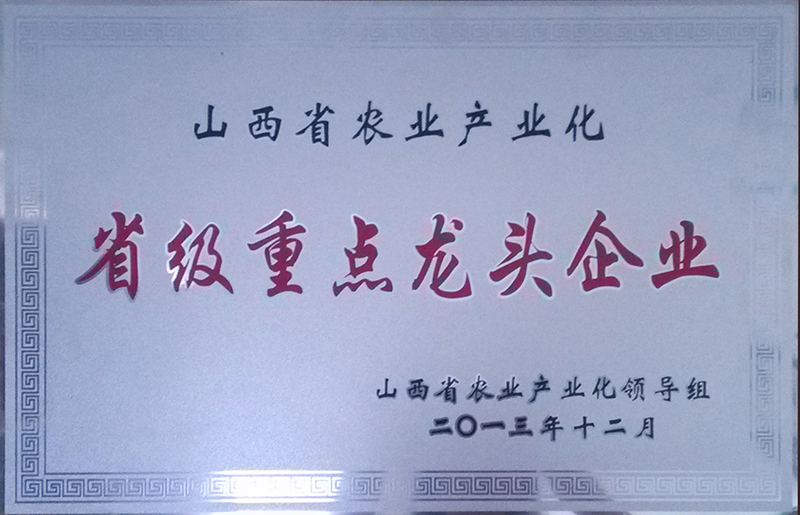 山西省农业产业化
省级重点龙头企业
山西省农业产业化领导组
二〇一三年十二月